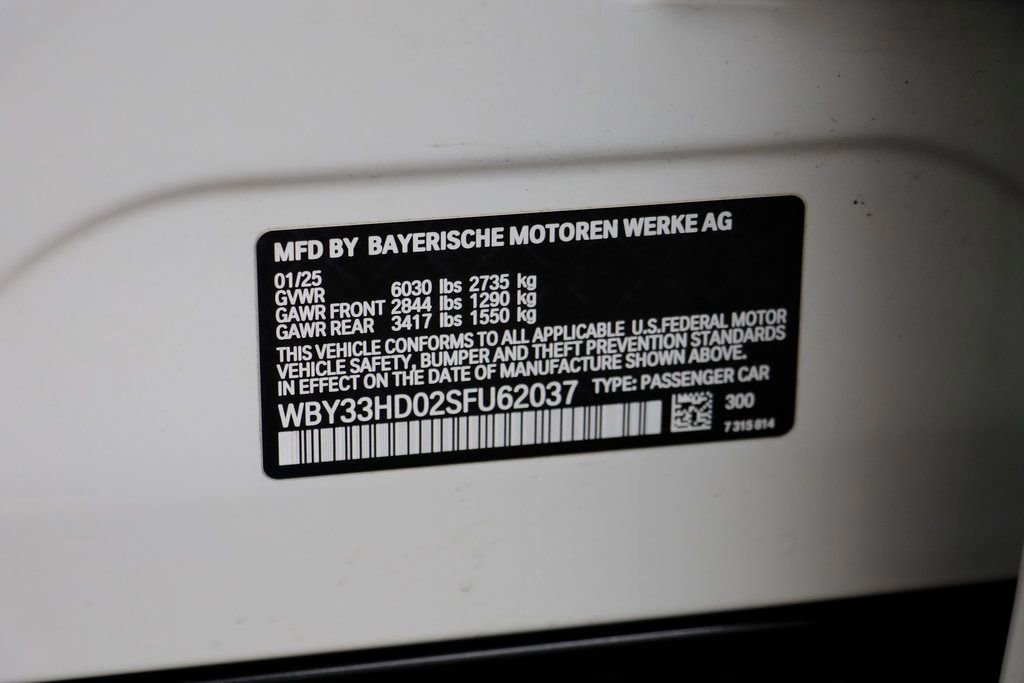 MFD BY BAYERISCHE MOTOREN WERKE AG
01/25
GVWR 6030 lbs 2735 kg
GAWR FRONT 2844 lbs 1290 kg
GAWR REAR 3417 lbs 1550 kg
THIS VEHICLE CONFORMS TO ALL APPLICABLE U.S.FEDERAL MOTOR
VEHICLE SAFETY, BUMPER AND THEFT PREVENTION STANDARDS
IN EFFECT ON THE DATE OF MANUFACTURE SHOWN ABOVE.
WBY33HD02SFU62037 TYPE: PASSENGER CAR
300
7 315 814